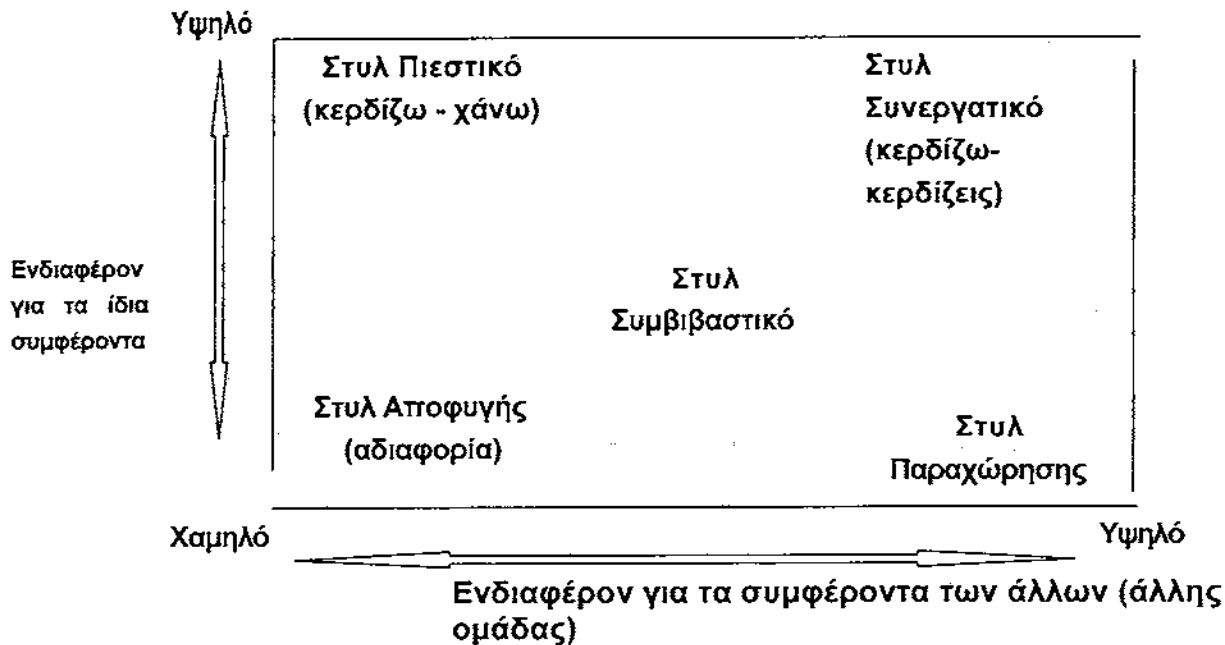 Υψηλό
Στυλ Πιεστικό
(κερδίζω - χάνω)
Στυλ
Συνεργατικό
(κερδίζω-
κερδίζεις)
Ενδιαφέρον
για τα ίδια
συμφέροντα
Στυλ
Συμβιβαστικό
Στυλ Αποφυγής
(αδιαφορία)
Στυλ
Παραχώρησης
Χαμηλό
Υψηλό
Ενδιαφέρον για τα συμφέροντα των άλλων (άλλης
ομάδας)